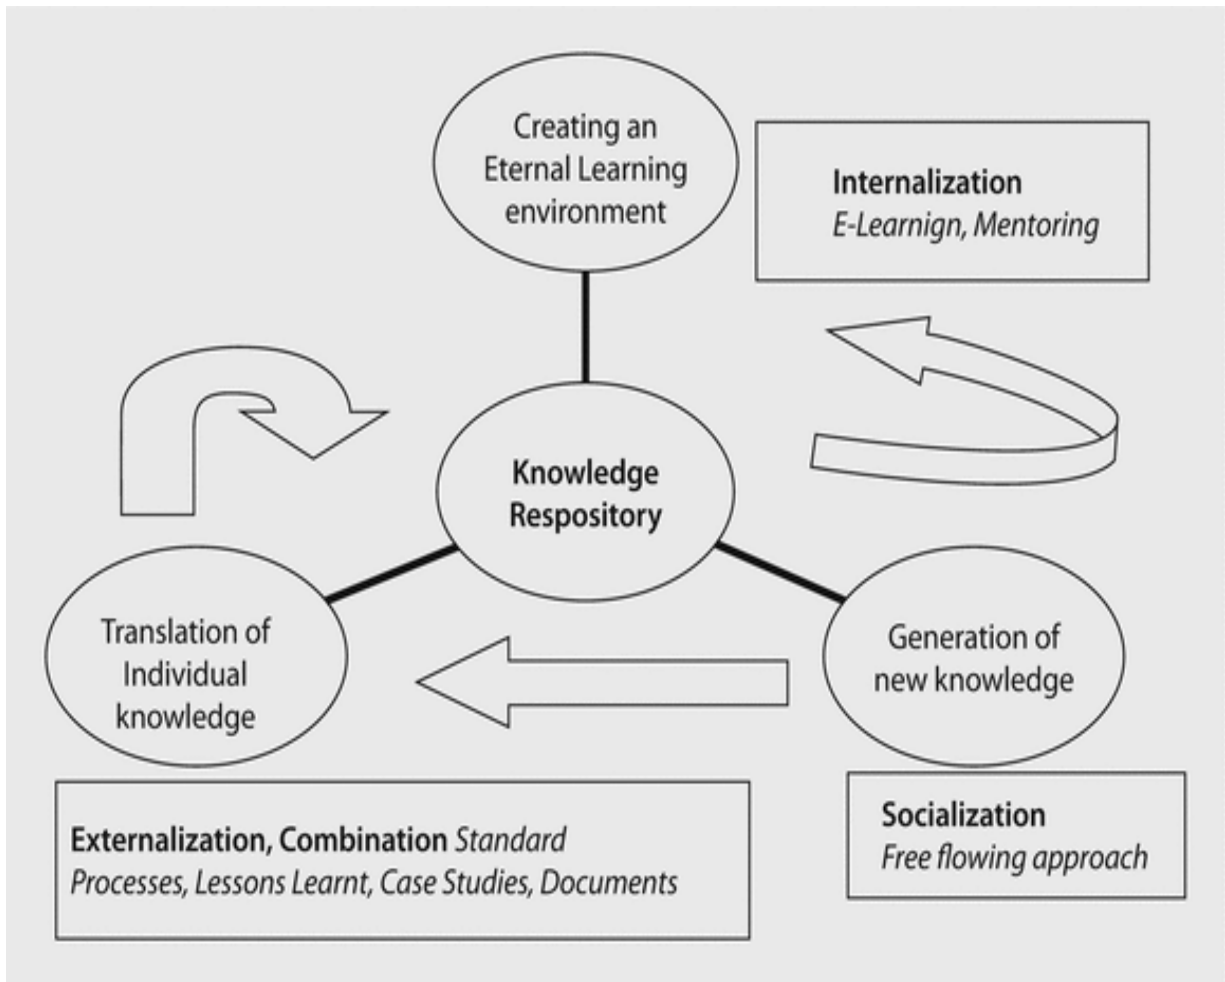 Creating an
Eternal Learning
environment
Internalization
E-Learnign, Mentoring
Knowledge
Respository
Translation of
Individual
knowledge
Generation of
new knowledge
Externalization, Combination Standard
Processes, Lessons Learnt, Case Studies, Documents
Socialization
Free flowing approach